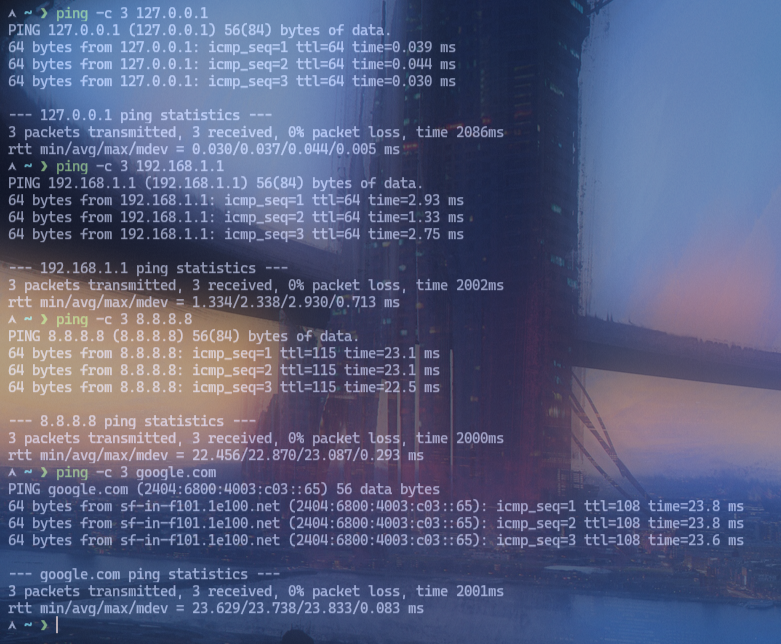 ⋏ ~ ❯ ping -c 3 127.0.0.1
PING 127.0.0.1 (127.0.0.1) 56(84) bytes of data.
64 bytes from 127.0.0.1: icmp_seq=1 ttl=64 time=0.039 ms
64 bytes from 127.0.0.1: icmp_seq=2 ttl=64 time=0.044 ms
64 bytes from 127.0.0.1: icmp_seq=3 ttl=64 time=0.030 ms

--- 127.0.0.1 ping statistics ---
3 packets transmitted, 3 received, 0% packet loss, time 2086ms
rtt min/avg/max/mdev = 0.030/0.037/0.044/0.005 ms
⋏ ~ ❯ ping -c 3 192.168.1.1
PING 192.168.1.1 (192.168.1.1) 56(84) bytes of data.
64 bytes from 192.168.1.1: icmp_seq=1 ttl=64 time=2.93 ms
64 bytes from 192.168.1.1: icmp_seq=2 ttl=64 time=1.33 ms
64 bytes from 192.168.1.1: icmp_seq=3 ttl=64 time=2.75 ms

--- 192.168.1.1 ping statistics ---
3 packets transmitted, 3 received, 0% packet loss, time 2002ms
rtt min/avg/max/mdev = 1.334/2.338/2.930/0.713 ms
⋏ ~ ❯ ping -c 3 8.8.8.8
PING 8.8.8.8 (8.8.8.8) 56(84) bytes of data.
64 bytes from 8.8.8.8: icmp_seq=1 ttl=115 time=23.1 ms
64 bytes from 8.8.8.8: icmp_seq=2 ttl=115 time=23.1 ms
64 bytes from 8.8.8.8: icmp_seq=3 ttl=115 time=22.5 ms

--- 8.8.8.8 ping statistics ---
3 packets transmitted, 3 received, 0% packet loss, time 2000ms
rtt min/avg/max/mdev = 22.456/22.870/23.087/0.293 ms
⋏ ~ ❯ ping -c 3 google.com
PING google.com (2404:6800:4003:c03::65) 56 data bytes
64 bytes from sf-in-f101.1e100.net (2404:6800:4003:c03::65): icmp_seq=1 ttl=108 time=23.8 ms
64 bytes from sf-in-f101.1e100.net (2404:6800:4003:c03::65): icmp_seq=2 ttl=108 time=23.8 ms
64 bytes from sf-in-f101.1e100.net (2404:6800:4003:c03::65): icmp_seq=3 ttl=108 time=23.6 ms

--- google.com ping statistics ---
3 packets transmitted, 3 received, 0% packet loss, time 2001ms
rtt min/avg/max/mdev = 23.629/23.738/23.833/0.083 ms
⋏ ~ ❯